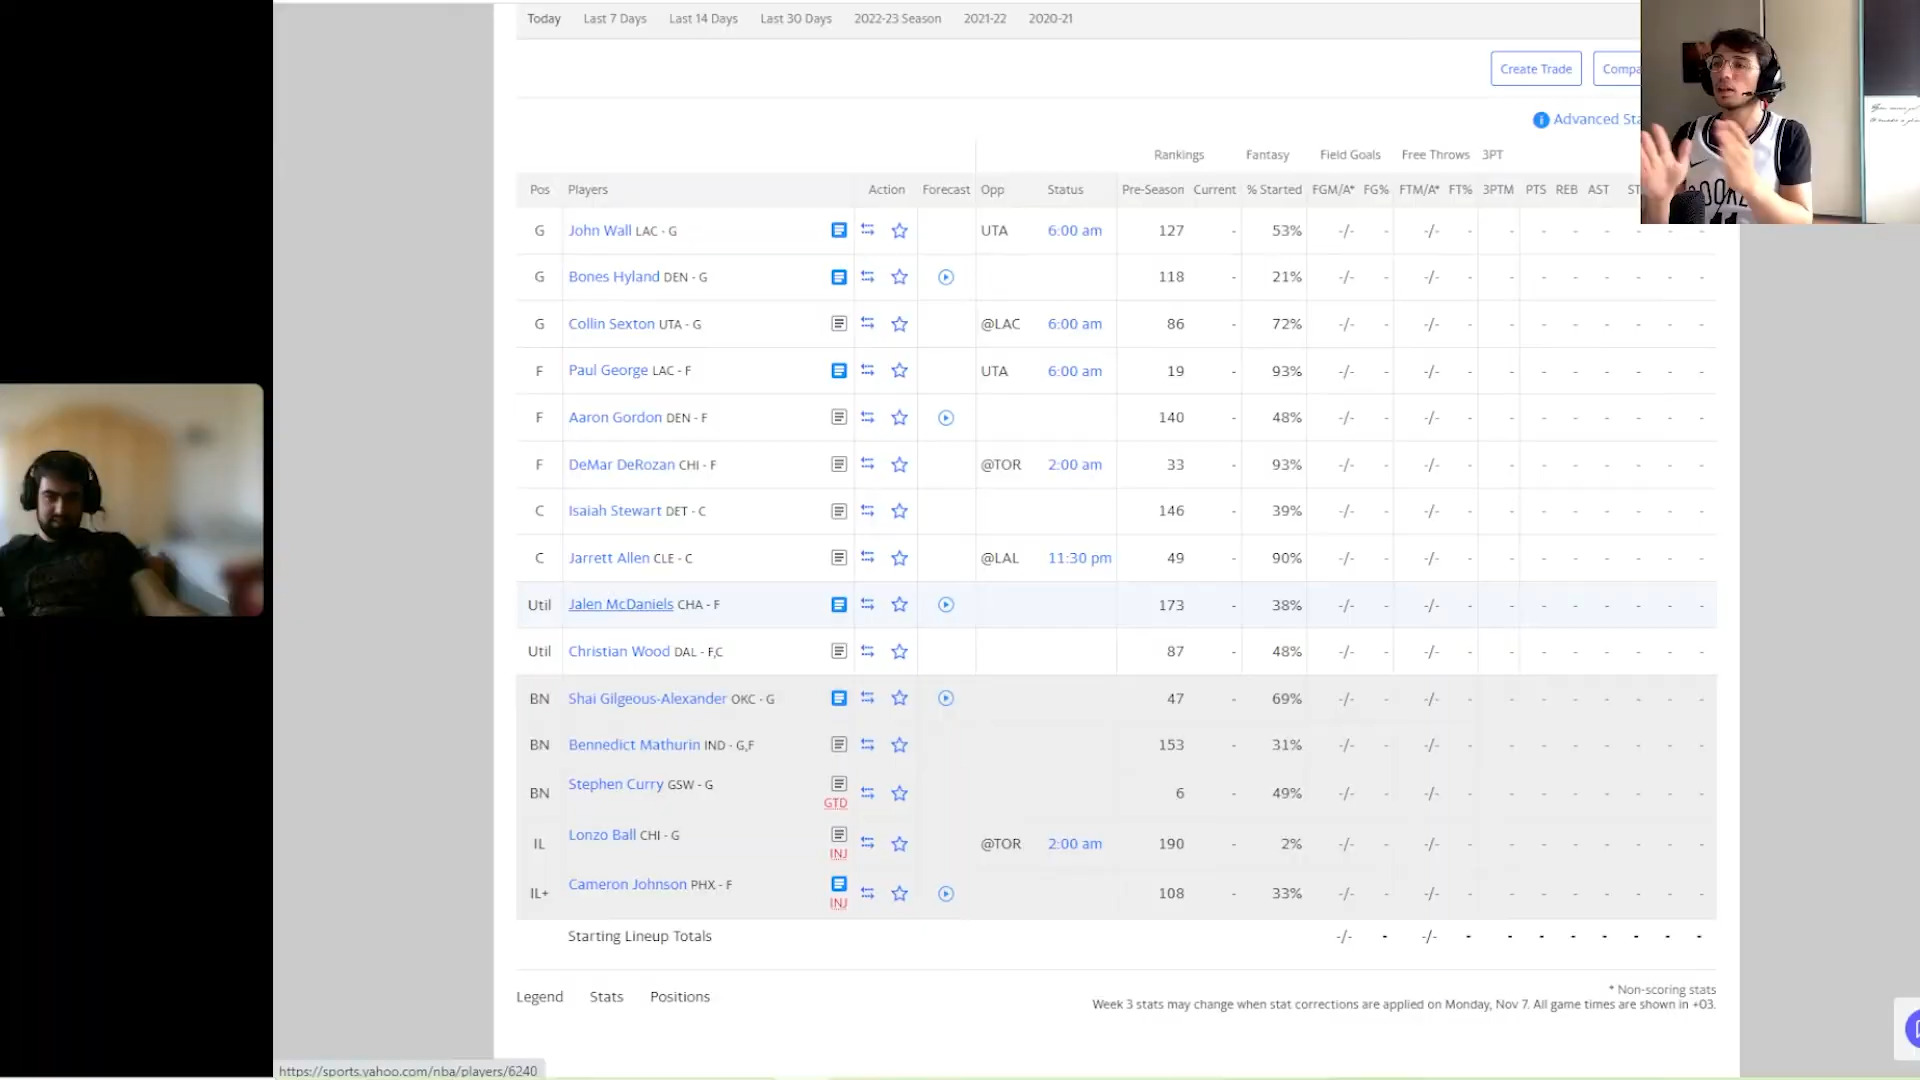 Today Last 7 Days Last 14 Days Last 30 Days 2022-23 Season 2021-22 2020-21
Create Trade Compa
Advanced Sta
Rankings Fantasy Field Goals Free Throws 3PT
Pos Players Action Forecast Opp Status Pre-Season Current % Started FGM/A* FG% FTM/A* FT% 3PTM PTS REB AST ST
G John Wall LAC - G UTA 6:00 am 127 - 53% -/- - -/- - - - - - - - -
G Bones Hyland DEN - G 118 - 21% -/- - -/- - - - - - - - -
G Collin Sexton UTA - G @LAC 6:00 am 86 - 72% -/- - -/- - - - - - - - -
F Paul George LAC - F UTA 6:00 am 19 - 93% -/- - -/- - - - - - - - -
F Aaron Gordon DEN - F 140 - 48% -/- - -/- - - - - - - - -
F DeMar DeRozan CHI - F @TOR 2:00 am 33 - 93% -/- - -/- - - - - - - - -
C Isaiah Stewart DET - C 146 - 39% -/- - -/- - - - - - - - -
C Jarrett Allen CLE - C @LAL 11:30 pm 49 - 90% -/- - -/- - - - - - - - -
Util Jalen McDaniels CHA - F 173 - 38% -/- - -/- - - - - - - - -
Util Christian Wood DAL - F,C 87 - 48% -/- - -/- - - - - - - - -
BN Shai Gilgeous-Alexander OKC - G 47 - 69% -/- - -/- - - - - - - - -
BN Bennedict Mathurin IND - G,F 153 - 31% -/- - -/- - - - - - - - -
BN Stephen Curry GSW - G GTD 6 - 49% -/- - -/- - - - - - - - -
IL Lonzo Ball CHI - G INJ @TOR 2:00 am 190 - 2% -/- - -/- - - - - - - - -
IL+ Cameron Johnson PHX - F INJ 108 - 33% -/- - -/- - - - - - - - -
Starting Lineup Totals -/- - -/- - - - - - - - -
Legend Stats Positions
* Non-scoring stats
Week 3 stats may change when stat corrections are applied on Monday, Nov 7. All game times are shown in +03.
https://sports.yahoo.com/nba/players/6240